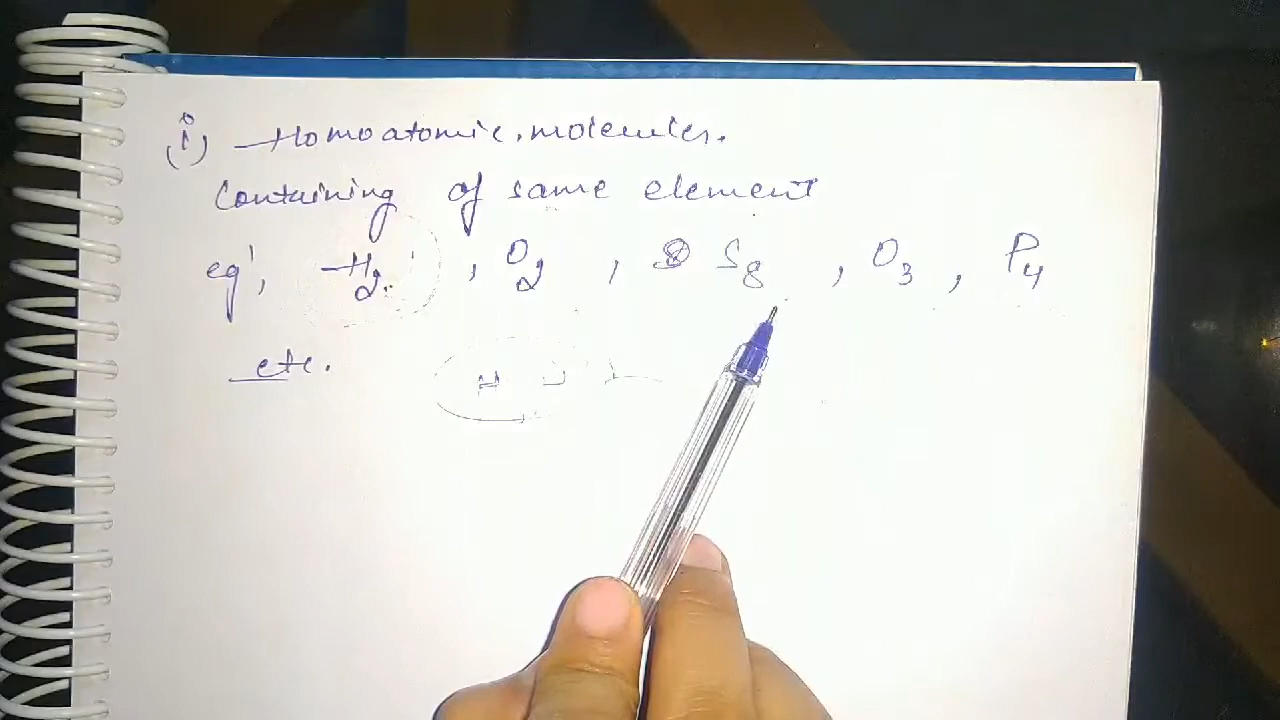 (i) Homoatomic molecules.
Containing of same element
eg', H2, O2, S8, O3, P4
etc.